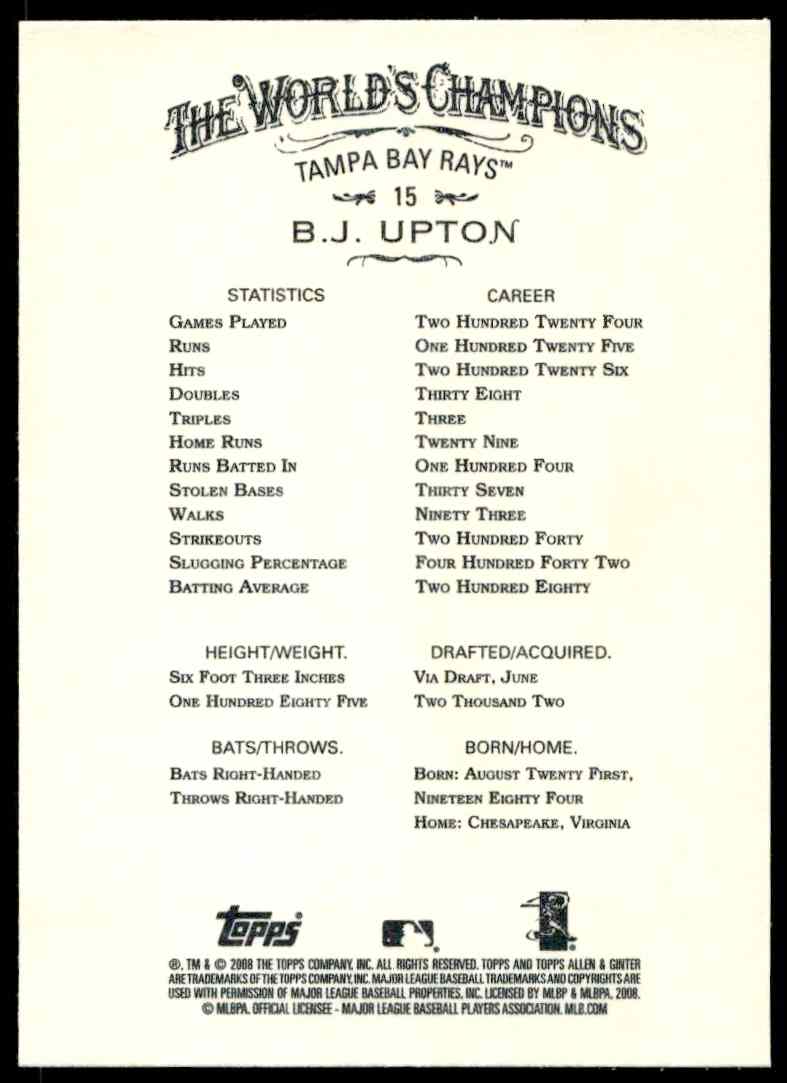 THE WORLD'S CHAMPIONS
TAMPA BAY RAYS™
15
B.J. UPTON
STATISTICS CAREER
GAMES PLAYED TWO HUNDRED TWENTY FOUR
RUNS ONE HUNDRED TWENTY FIVE
HITS TWO HUNDRED TWENTY SIX
DOUBLES THIRTY EIGHT
TRIPLES THREE
HOME RUNS TWENTY NINE
RUNS BATTED IN ONE HUNDRED FOUR
STOLEN BASES THIRTY SEVEN
WALKS NINETY THREE
STRIKEOUTS TWO HUNDRED FORTY
SLUGGING PERCENTAGE FOUR HUNDRED FORTY TWO
BATTING AVERAGE TWO HUNDRED EIGHTY
HEIGHT/WEIGHT.
SIX FOOT THREE INCHES
ONE HUNDRED EIGHTY FIVE
DRAFTED/ACQUIRED.
VIA DRAFT, JUNE
TWO THOUSAND TWO
BATS/THROWS.
BATS RIGHT-HANDED
THROWS RIGHT-HANDED
BORN/HOME.
BORN: AUGUST TWENTY FIRST,
NINETEEN EIGHTY FOUR
HOME: CHESAPEAKE, VIRGINIA
Topps
®, TM & © 2008 THE TOPPS COMPANY, INC. ALL RIGHTS RESERVED. TOPPS AND TOPPS ALLEN & GINTER
ARE TRADEMARKS OF THE TOPPS COMPANY, INC. MAJOR LEAGUE BASEBALL TRADEMARKS AND COPYRIGHTS ARE
USED WITH PERMISSION OF MAJOR LEAGUE BASEBALL PROPERTIES, INC. LICENSED BY MLBP & MLBPA, 2008.
© MLBPA. OFFICIAL LICENSEE - MAJOR LEAGUE BASEBALL PLAYERS ASSOCIATION. MLB.COM